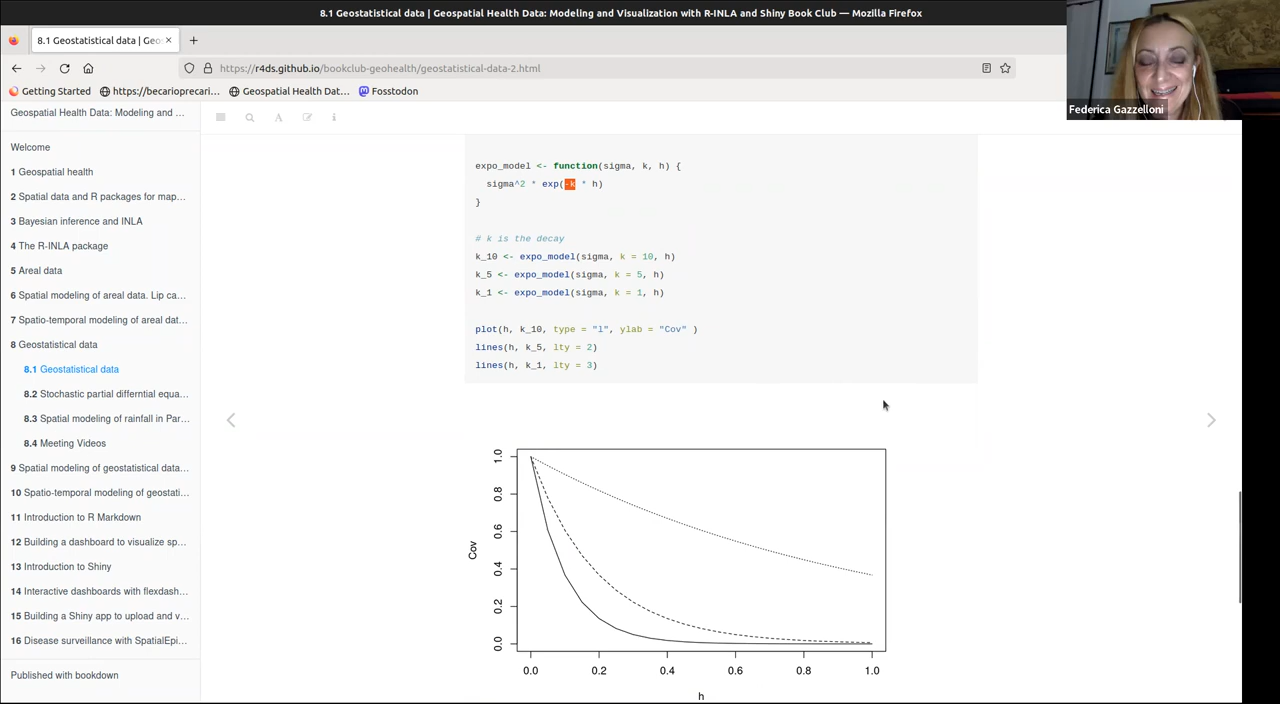 8.1 Geostatistical data | Geospatial Health Data: Modeling and Visualization with R-INLA and Shiny Book Club — Mozilla Firefox
8.1 Geostatistical data | Geo
https://r4ds.github.io/bookclub-geohealth/geostatistical-data-2.html
Getting Started
https://becarioprecari...
Geospatial Health Dat...
Fosstodon
Federica Gazzelloni
Geospatial Health Data: Modeling and ...
Welcome
1 Geospatial health
2 Spatial data and R packages for map...
3 Bayesian inference and INLA
4 The R-INLA package
5 Areal data
6 Spatial modeling of areal data. Lip ca...
7 Spatio-temporal modeling of areal dat...
8 Geostatistical data
8.1 Geostatistical data
8.2 Stochastic partial differntial equa...
8.3 Spatial modeling of rainfall in Par...
8.4 Meeting Videos
9 Spatial modeling of geostatistical data...
10 Spatio-temporal modeling of geostati...
11 Introduction to R Markdown
12 Building a dashboard to visualize sp...
13 Introduction to Shiny
14 Interactive dashboards with flexdash...
15 Building a Shiny app to upload and v...
16 Disease surveillance with SpatialEpi...
Published with bookdown
A
i
expo_model <- function(sigma, k, h) {
sigma^2 * exp(-k * h)
}
# k is the decay
k_10 <- expo_model(sigma, k = 10, h)
k_5 <- expo_model(sigma, k = 5, h)
k_1 <- expo_model(sigma, k = 1, h)
plot(h, k_10, type = "l", ylab = "Cov" )
lines(h, k_5, lty = 2)
lines(h, k_1, lty = 3)
Cov
1.0
0.8
0.6
0.4
0.2
0.0
0.0 0.2 0.4 0.6 0.8 1.0
h